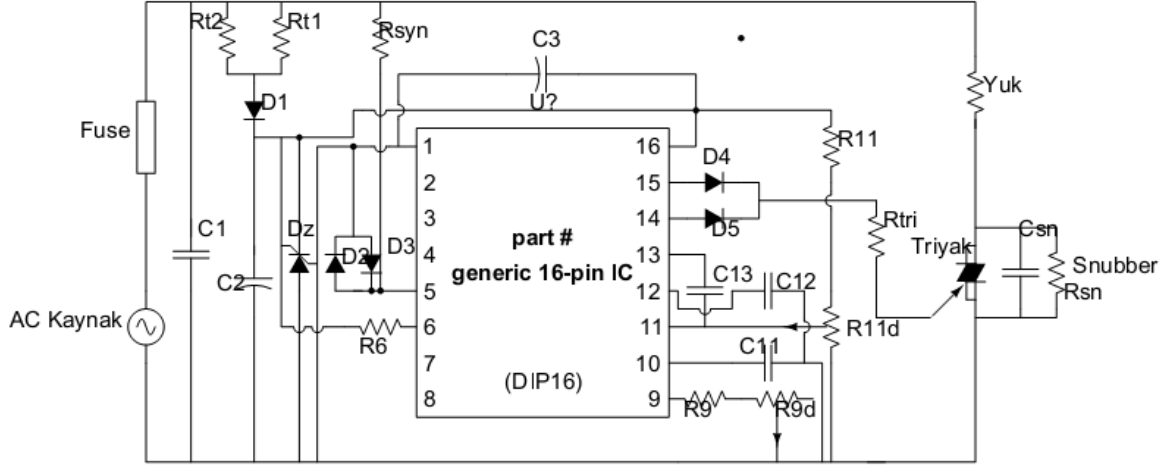 Rt2
Rt1
Rsyn
C3
U?
Yuk
D1
Fuse
1
2
3
4
5
6
7
8
16
15
14
13
12
11
10
9
part #
generic 16-pin IC
(DIP16)
D4
D5
R11
C1
Dz
D2
D3
C2
R6
C13
C12
C11
R9
R9d
R11d
Rtri
Triyak
Csn
Snubber
Rsn
AC Kaynak